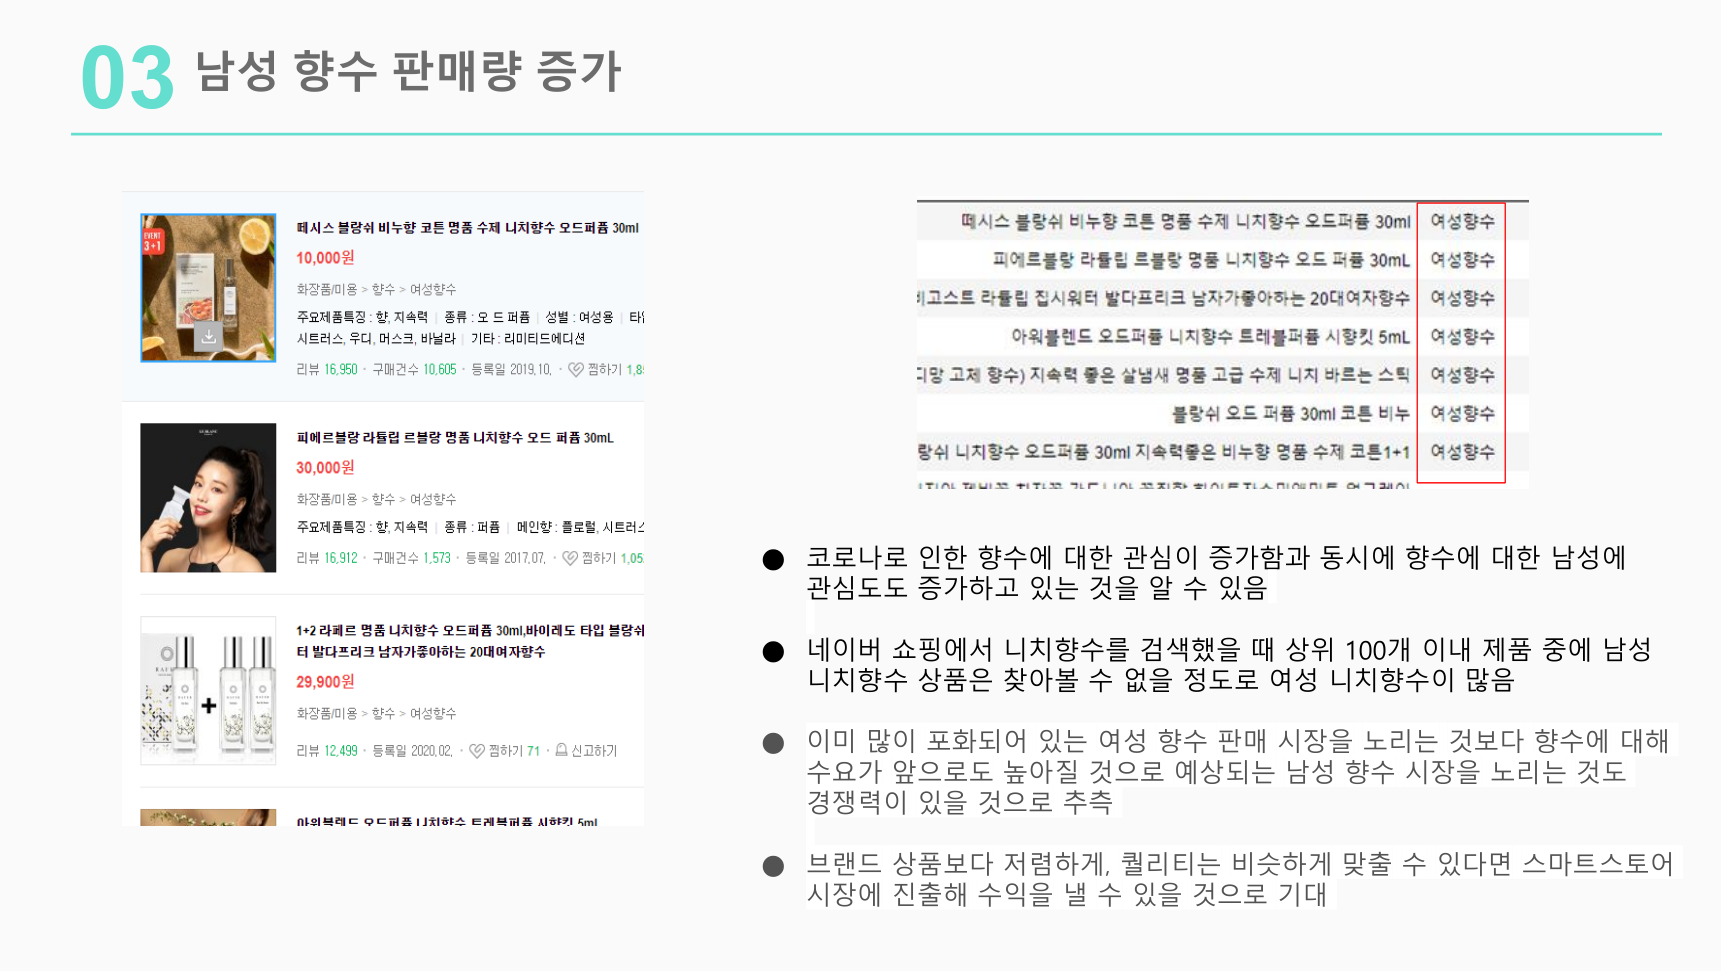 03 남성 향수 판매량 증가
EVENT
3+1
떼시스 블랑쉬 비누향 코튼 명품 수제 니치향수 오드퍼퓸 30ml
10,000원
화장품/미용 > 향수 > 여성향수
주요제품특징 : 향, 지속력 | 종류 : 오 드 퍼퓸 | 성별 : 여성용 |
시트러스, 우디, 머스크, 바닐라 | 기타 : 리미티드에디션
리뷰 16,950 · 구매건수 10,605 · 등록일 2019.10. · 찜하기
피에르블랑 라튤립 르블랑 명품 니치향수 오드 퍼퓸 30mL
30,000원
화장품/미용 > 향수 > 여성향수
주요제품특징 : 향, 지속력 | 종류 : 퍼퓸 | 메인향 : 플로럴, 시트러스
리뷰 16,912 · 구매건수 1,573 · 등록일 2017.07. · 찜하기
1+2 라페르 명품 니치향수 오드퍼퓸 30ml,바이레도 타입 블랑쉬
터 발다프리크 남자가좋아하는 20대여자향수
29,900원
화장품/미용 > 향수 > 여성향수
리뷰 12,499 · 등록일 2020.02. · 찜하기 71 · 신고하기
아워블렌드 오드퍼퓸 니치향수 트레블퍼퓸 시향킷 5mL
떼시스 블랑쉬 비누향 코튼 명품 수제 니치향수 오드퍼퓸 30ml 여성향수
피에르블랑 라튤립 르블랑 명품 니치향수 오드 퍼퓸 30mL 여성향수
비고스트 라튤립 집시워터 발다프리크 남자가좋아하는 20대여자향수 여성향수
아워블렌드 오드퍼퓸 니치향수 트레블퍼퓸 시향킷 5mL 여성향수
디망 고체 향수) 지속력 좋은 살냄새 명품 고급 수제 니치 바르는 스틱 여성향수
블랑쉬 오드 퍼퓸 30ml 코튼 비누 여성향수
랑쉬 니치향수 오드퍼퓸 30ml 지속력좋은 비누향 명품 수제 코튼1+1 여성향수
● 코로나로 인한 향수에 대한 관심이 증가함과 동시에 향수에 대한 남성에
관심도도 증가하고 있는 것을 알 수 있음
● 네이버 쇼핑에서 니치향수를 검색했을 때 상위 100개 이내 제품 중에 남성
니치향수 상품은 찾아볼 수 없을 정도로 여성 니치향수이 많음
● 이미 많이 포화되어 있는 여성 향수 판매 시장을 노리는 것보다 향수에 대해
수요가 앞으로도 높아질 것으로 예상되는 남성 향수 시장을 노리는 것도
경쟁력이 있을 것으로 추측
● 브랜드 상품보다 저렴하게, 퀄리티는 비슷하게 맞출 수 있다면 스마트스토어
시장에 진출해 수익을 낼 수 있을 것으로 기대